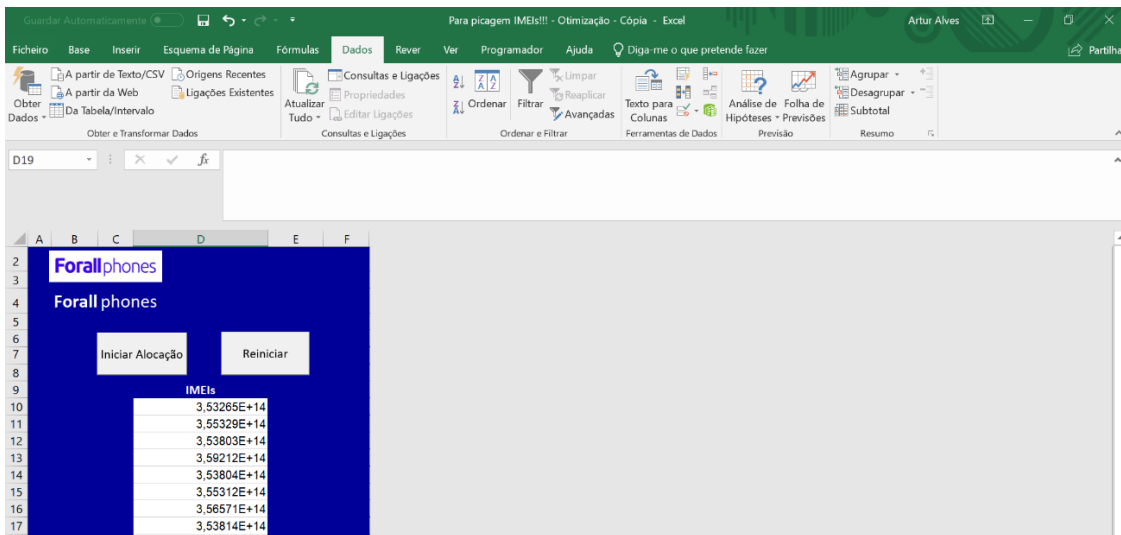 Guardar Automaticamente
Para picagem IMEIs!!! - Otimização - Cópia - Excel
Artur Alves
Ficheiro Base Inserir Esquema de Página Fórmulas Dados Rever Ver Programador Ajuda Diga-me o que pretende fazer Partilha
Obter Dados
A partir de Texto/CSV
A partir da Web
Da Tabela/Intervalo
Origens Recentes
Ligações Existentes
Obter e Transformar Dados
Atualizar Tudo
Consultas e Ligações
Propriedades
Editar Ligações
Consultas e Ligações
Ordenar
Filtrar
Limpar
Reaplicar
Avançadas
Ordenar e Filtrar
Texto para Colunas
Ferramentas de Dados
Análise de Hipóteses
Folha de Previsões
Previsão
Agrupar
Desagrupar
Subtotal
Resumo
D19
fx
A B C D E F
2
Forallphones
3
4 Forall phones
5
6
7 Iniciar Alocação Reiniciar
8
9 IMEIs
10 3,53265E+14
11 3,55329E+14
12 3,53803E+14
13 3,59212E+14
14 3,53804E+14
15 3,55312E+14
16 3,56571E+14
17 3,53814E+14